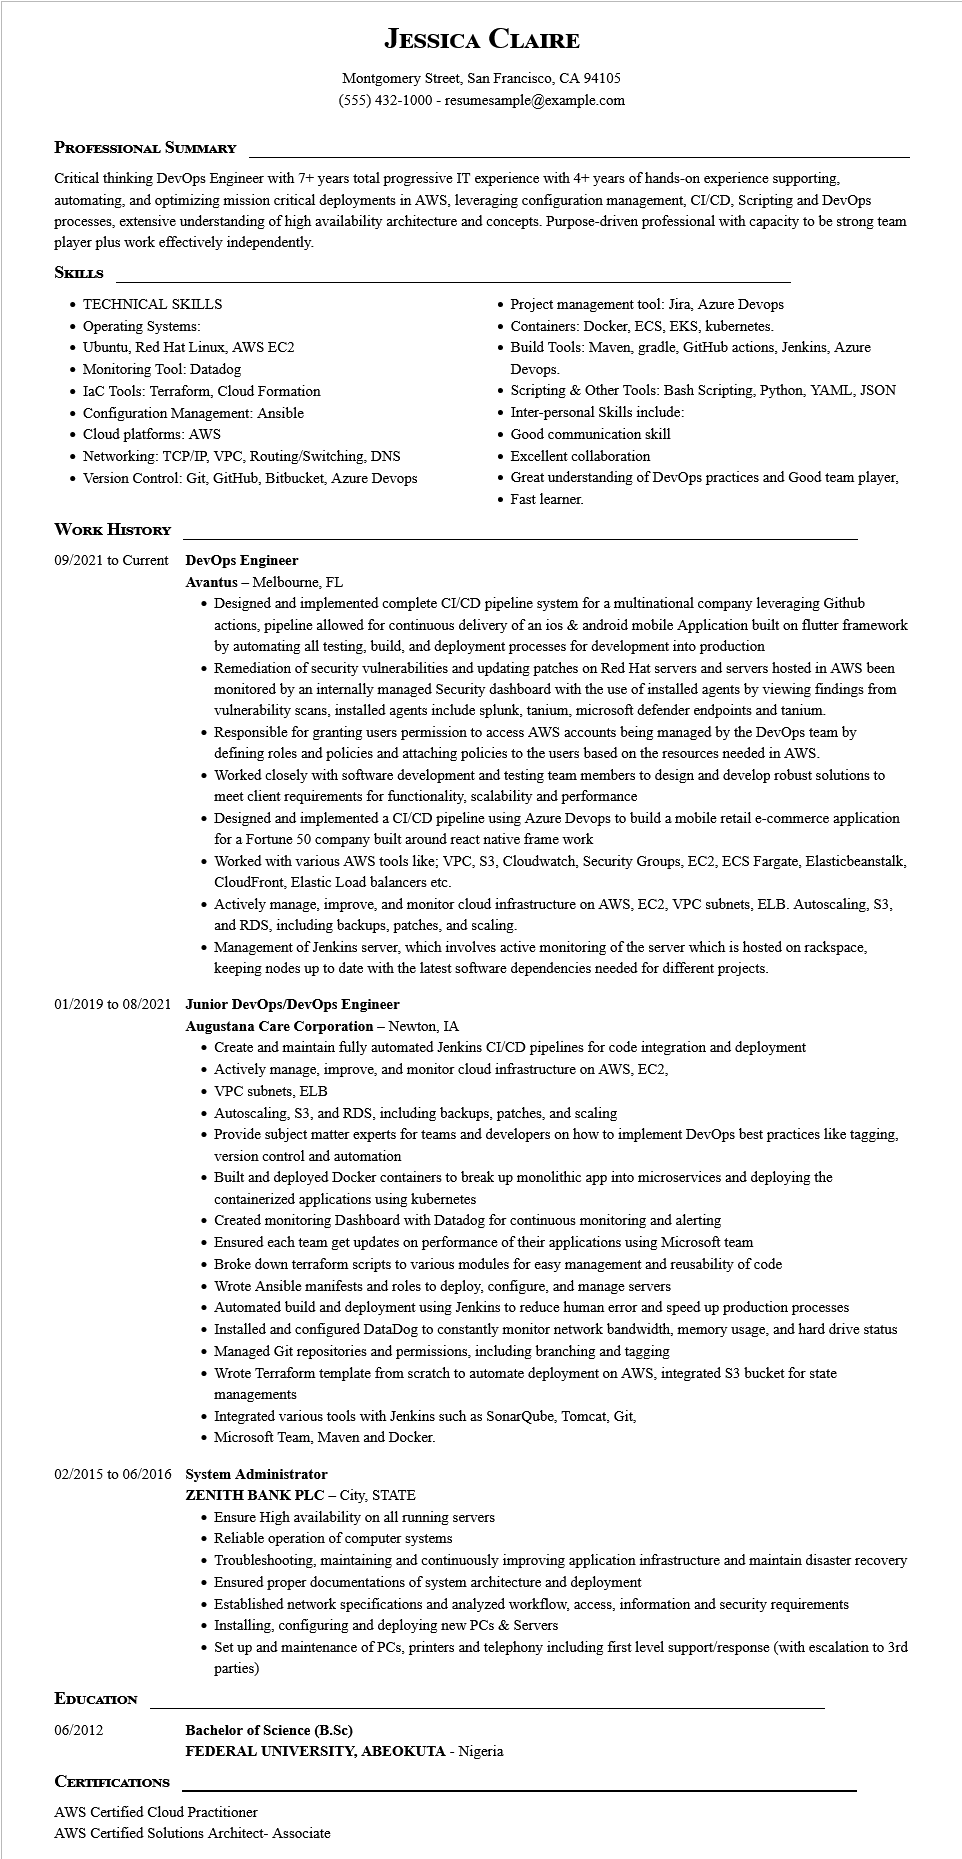 Jessica Claire
Montgomery Street, San Francisco, CA 94105
(555) 432-1000 - resumesample@example.com
Professional Summary
Critical thinking DevOps Engineer with 7+ years total progressive IT experience with 4+ years of hands-on experience supporting,
automating, and optimizing mission critical deployments in AWS, leveraging configuration management, CI/CD, Scripting and DevOps
processes, extensive understanding of high availability architecture and concepts. Purpose-driven professional with capacity to be strong team
player plus work effectively independently.
Skills
• TECHNICAL SKILLS
• Operating Systems:
• Ubuntu, Red Hat Linux, AWS EC2
• Monitoring Tool: Datadog
• IaC Tools: Terraform, Cloud Formation
• Configuration Management: Ansible
• Cloud platforms: AWS
• Networking: TCP/IP, VPC, Routing/Switching, DNS
• Version Control: Git, GitHub, Bitbucket, Azure Devops
• Project management tool: Jira, Azure Devops
• Containers: Docker, ECS, EKS, kubernetes.
• Build Tools: Maven, gradle, GitHub actions, Jenkins, Azure
Devops.
• Scripting & Other Tools: Bash Scripting, Python, YAML, JSON
• Inter-personal Skills include:
• Good communication skill
• Excellent collaboration
• Great understanding of DevOps practices and Good team player,
• Fast learner.
Work History
09/2021 to Current DevOps Engineer
Avantus – Melbourne, FL
• Designed and implemented complete CI/CD pipeline system for a multinational company leveraging Github
actions, pipeline allowed for continuous delivery of an ios & android mobile Application built on flutter framework
by automating all testing, build, and deployment processes for development into production
• Remediation of security vulnerabilities and updating patches on Red Hat servers and servers hosted in AWS been
monitored by an internally managed Security dashboard with the use of installed agents by viewing findings from
vulnerability scans, installed agents include splunk, tanium, microsoft defender endpoints and tanium.
• Responsible for granting users permission to access AWS accounts being managed by the DevOps team by
defining roles and policies and attaching policies to the users based on the resources needed in AWS.
• Worked closely with software development and testing team members to design and develop robust solutions to
meet client requirements for functionality, scalability and performance
• Designed and implemented a CI/CD pipeline using Azure Devops to build a mobile retail e-commerce application
for a Fortune 50 company built around react native frame work
• Worked with various AWS tools like; VPC, S3, Cloudwatch, Security Groups, EC2, ECS Fargate, Elasticbeanstalk,
CloudFront, Elastic Load balancers etc.
• Actively manage, improve, and monitor cloud infrastructure on AWS, EC2, VPC subnets, ELB. Autoscaling, S3,
and RDS, including backups, patches, and scaling.
• Management of Jenkins server, which involves active monitoring of the server which is hosted on rackspace,
keeping nodes up to date with the latest software dependencies needed for different projects.
01/2019 to 08/2021 Junior DevOps/DevOps Engineer
Augustana Care Corporation – Newton, IA
• Create and maintain fully automated Jenkins CI/CD pipelines for code integration and deployment
• Actively manage, improve, and monitor cloud infrastructure on AWS, EC2,
• VPC subnets, ELB
• Autoscaling, S3, and RDS, including backups, patches, and scaling
• Provide subject matter experts for teams and developers on how to implement DevOps best practices like tagging,
version control and automation
• Built and deployed Docker containers to break up monolithic app into microservices and deploying the
containerized applications using kubernetes
• Created monitoring Dashboard with Datadog for continuous monitoring and alerting
• Ensured each team get updates on performance of their applications using Microsoft team
• Broke down terraform scripts to various modules for easy management and reusability of code
• Wrote Ansible manifests and roles to deploy, configure, and manage servers
• Automated build and deployment using Jenkins to reduce human error and speed up production processes
• Installed and configured DataDog to constantly monitor network bandwidth, memory usage, and hard drive status
• Managed Git repositories and permissions, including branching and tagging
• Wrote Terraform template from scratch to automate deployment on AWS, integrated S3 bucket for state
managements
• Integrated various tools with Jenkins such as SonarQube, Tomcat, Git,
• Microsoft Team, Maven and Docker.
02/2015 to 06/2016 System Administrator
ZENITH BANK PLC – City, STATE
• Ensure High availability on all running servers
• Reliable operation of computer systems
• Troubleshooting, maintaining and continuously improving application infrastructure and maintain disaster recovery
• Ensured proper documentations of system architecture and deployment
• Established network specifications and analyzed workflow, access, information and security requirements
• Installing, configuring and deploying new PCs & Servers
• Set up and maintenance of PCs, printers and telephony including first level support/response (with escalation to 3rd
parties)
Education
06/2012 Bachelor of Science (B.Sc)
FEDERAL UNIVERSITY, ABEOKUTA - Nigeria
Certifications
AWS Certified Cloud Practitioner
AWS Certified Solutions Architect- Associate